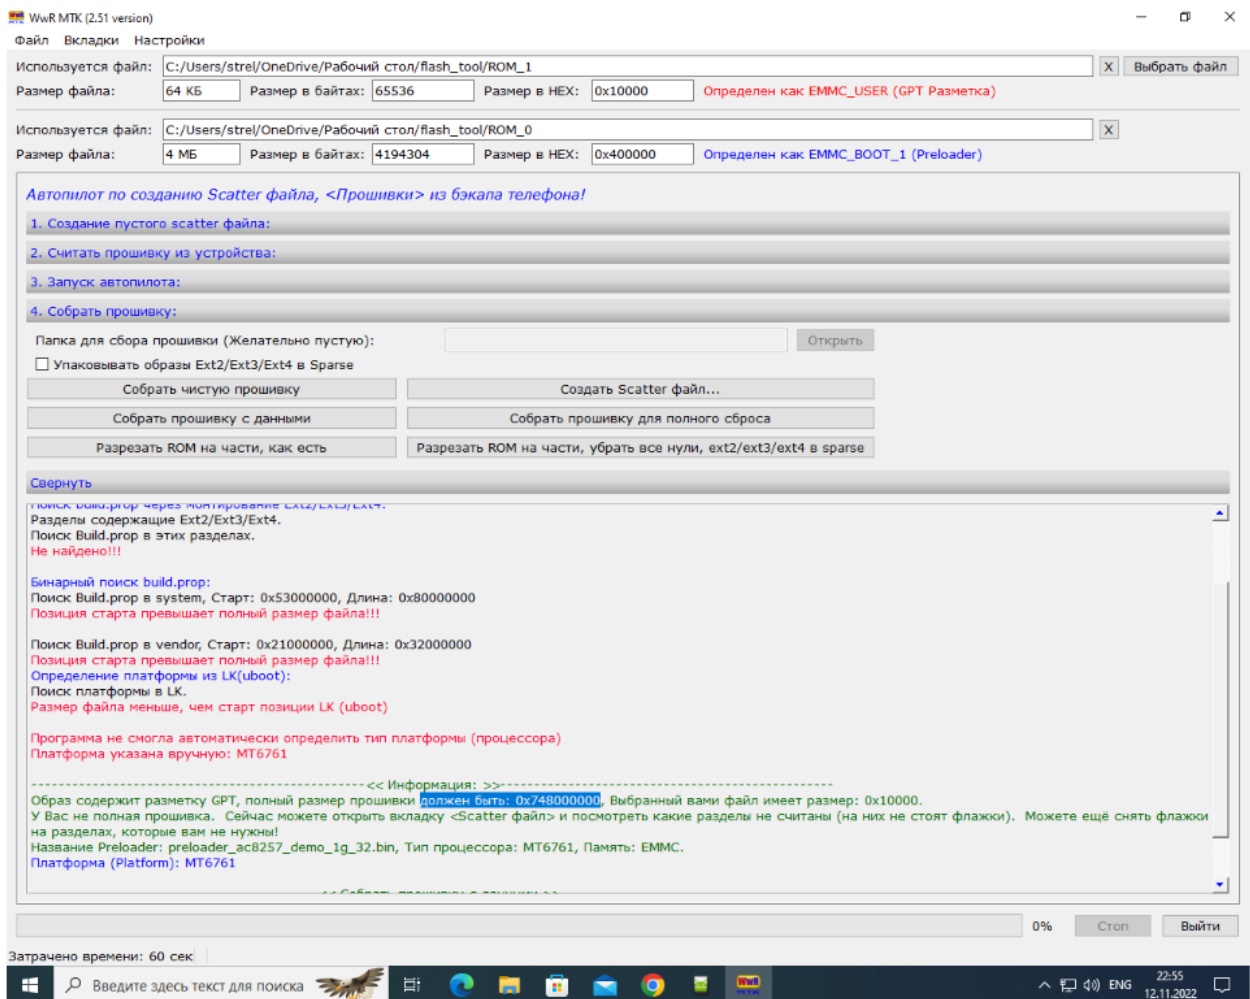 WwR MTK (2.51 version)
Файл Вкладки Настройки
Используется файл: C:/Users/strel/OneDrive/Рабочий стол/flash_tool/ROM_1 X Выбрать файл
Размер файла: 64 КБ Размер в байтах: 65536 Размер в HEX: 0x10000 Определен как EMMC_USER (GPT Разметка)
Используется файл: C:/Users/strel/OneDrive/Рабочий стол/flash_tool/ROM_0 X
Размер файла: 4 МБ Размер в байтах: 4194304 Размер в HEX: 0x400000 Определен как EMMC_BOOT_1 (Preloader)
Автопилот по созданию Scatter файла, <Прошивки> из бэкапа телефона!
1. Создание пустого scatter файла:
2. Считать прошивку из устройства:
3. Запуск автопилота:
4. Собрать прошивку:
Папка для сбора прошивки (Желательно пустую): Открыть
Упаковывать образы Ext2/Ext3/Ext4 в Sparse
Собрать чистую прошивку Создать Scatter файл...
Собрать прошивку с данными Собрать прошивку для полного сброса
Разрезать ROM на части, как есть Разрезать ROM на части, убрать все нули, ext2/ext3/ext4 в sparse
Свернуть
Поиск Build.prop через монтирование Ext2/Ext3/Ext4.
Разделы содержащие Ext2/Ext3/Ext4.
Поиск Build.prop в этих разделах.
Не найдено!!!
Бинарный поиск build.prop:
Поиск Build.prop в system, Старт: 0x53000000, Длина: 0x80000000
Позиция старта превышает полный размер файла!!!
Поиск Build.prop в vendor, Старт: 0x21000000, Длина: 0x32000000
Позиция старта превышает полный размер файла!!!
Определение платформы из LK(uboot):
Поиск платформы в LK.
Размер файла меньше, чем старт позиции LK (uboot)
Программа не смогла автоматически определить тип платформы (процессора)
Платформа указана вручную: MT6761
--------------------------------------------<< Информация: >>--------------------------------------------
Образ содержит разметку GPT, полный размер прошивки должен быть: 0x748000000, Выбранный вами файл имеет размер: 0x10000.
У Вас не полная прошивка. Сейчас можете открыть вкладку <Scatter файл> и посмотреть какие разделы не считаны (на них не стоят флажки). Можете ещё снять флажки
на разделах, которые вам не нужны!
Название Preloader: preloader_ac8257_demo_1g_32.bin, Тип процессора: MT6761, Память: EMMC.
Платформа (Platform): MT6761
<< Собрать прошивку с данными >>
0% Стоп Выйти
Затрачено времени: 60 сек
Введите здесь текст для поиска WwR MTK ENG 22:55
12.11.2022